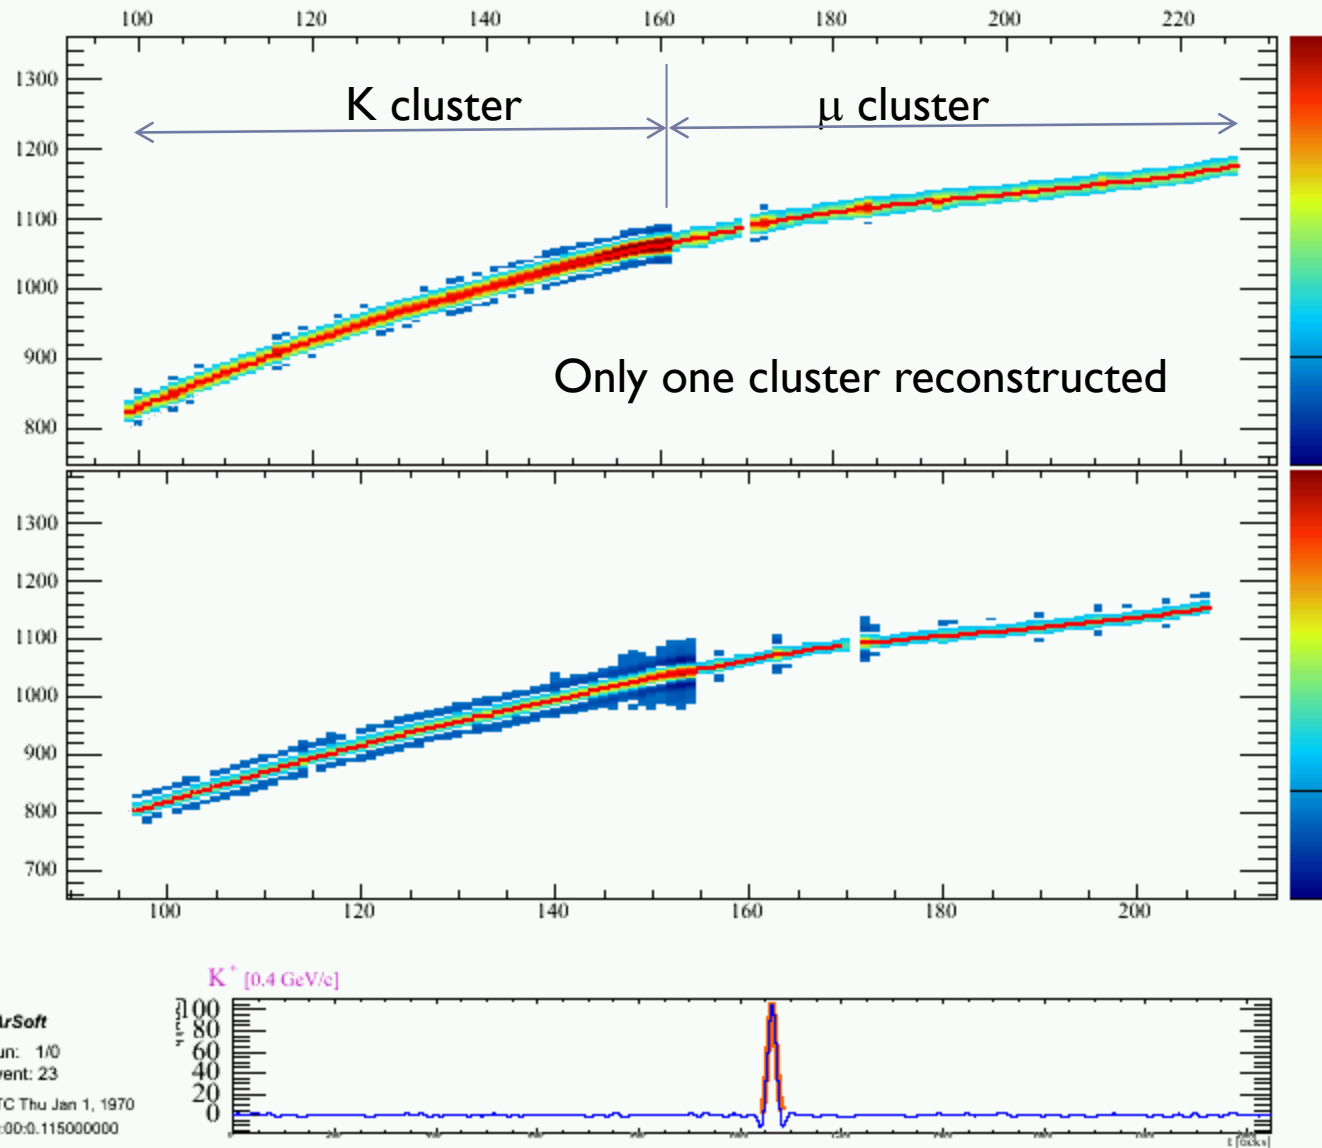 100 120 140 160 180 200 220
1300
K cluster μ cluster
1200
1100
1000
900
Only one cluster reconstructed
800
1300
1200
1100
1000
900
800
700
100 120 140 160 180 200
K+ [0.4 GeV/c]
100
ArSoft
80
un: 1/0
60
vent: 23
40
20
TC Thu Jan 1, 1970
0
:00:0.115000000
t [ticks]